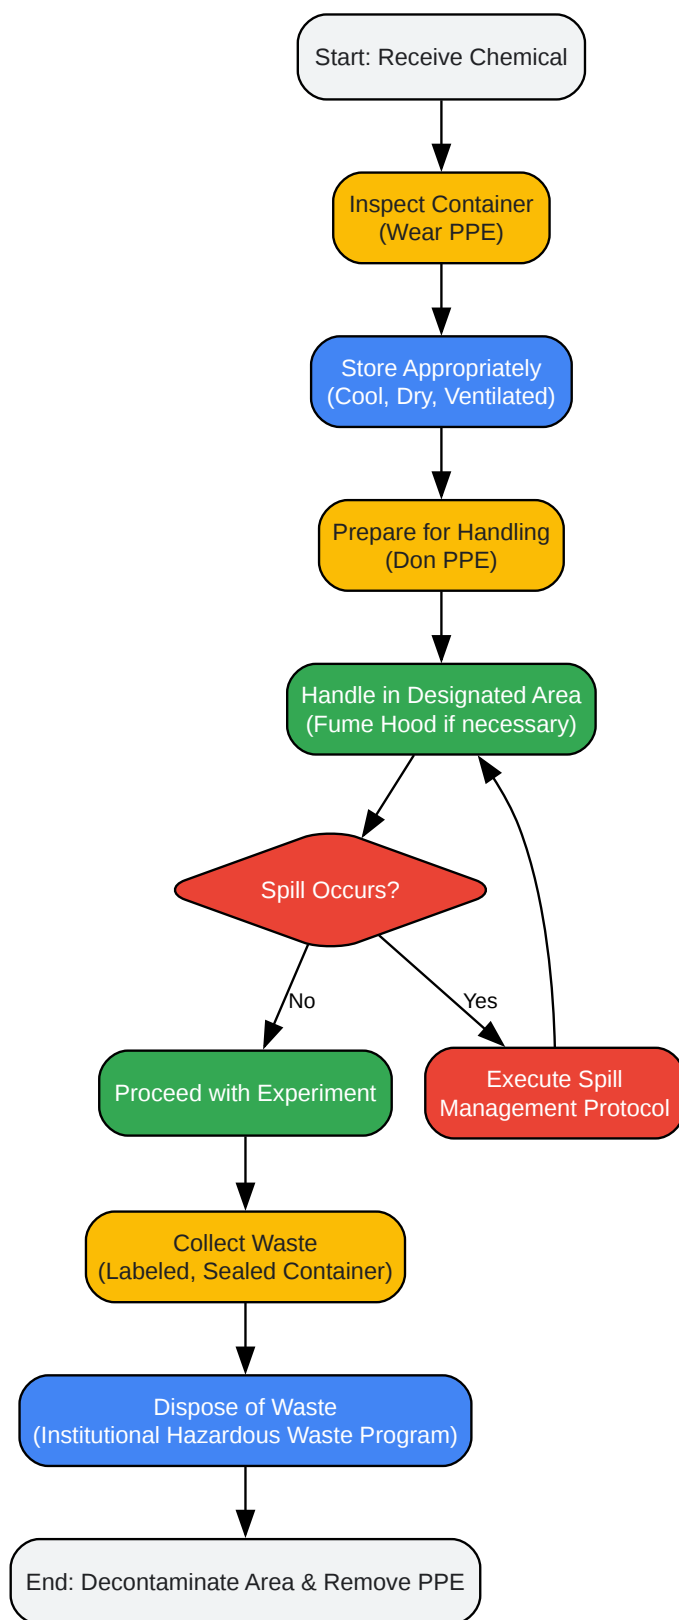 Start: Receive Chemical
Inspect Container
(Wear PPE)
Store Appropriately
(Cool, Dry, Ventilated)
Prepare for Handling
(Don PPE)
Handle in Designated Area
(Fume Hood if necessary)
Spill Occurs?
No
Yes
Proceed with Experiment
Execute Spill
Management Protocol
Collect Waste
(Labeled, Sealed Container)
Dispose of Waste
(Institutional Hazardous Waste Program)
End: Decontaminate Area & Remove PPE